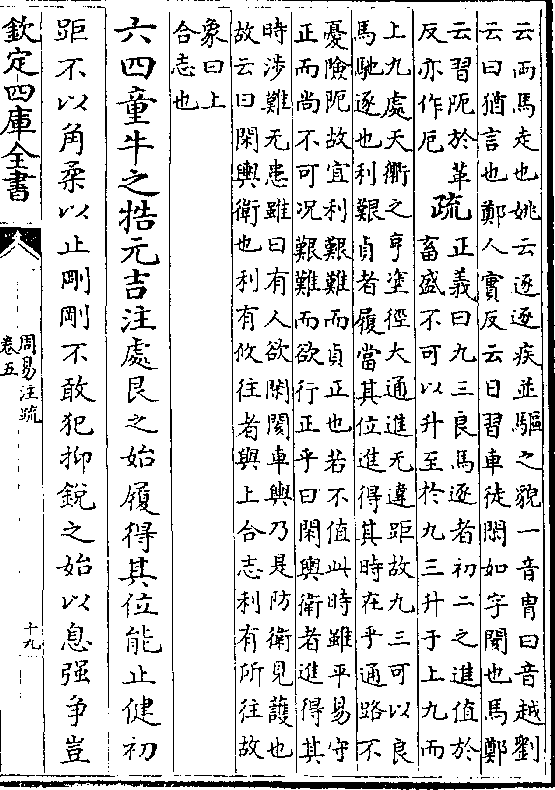 云兩馬走也姚云逐逐疾並驅之貌一音胄曰音越劉
云曰猶言也鄭人實反云日習車徒閑如字閡也馬鄭
云習阨於革
反亦作厄
疏
正義曰九三良馬逐者初二之進值於
畜盛不可以升至於九三升于上九而
上九處天衢之亨塗徑大通進无違距故九三可以良
馬馳逐也利艱貞者履當其位進得其時在乎通路不
憂險阨故宜利艱難而貞正也若不值此時雖平易守
正而尚不可况艱難而欲行正乎曰閑輿衛者進得其
時涉難无患雖曰有人欲閑閡車輿乃是防衛見護也
故云曰閑輿衛也利有攸往者與上合志利有所往故
象曰上
合志也
六四童牛之牿元吉注處艮之始履得其位能止健初
距不以角柔以止剛剛不敢犯抑銳之始以息强争豈
欽定四庫全書
周易注疏
卷五
十九